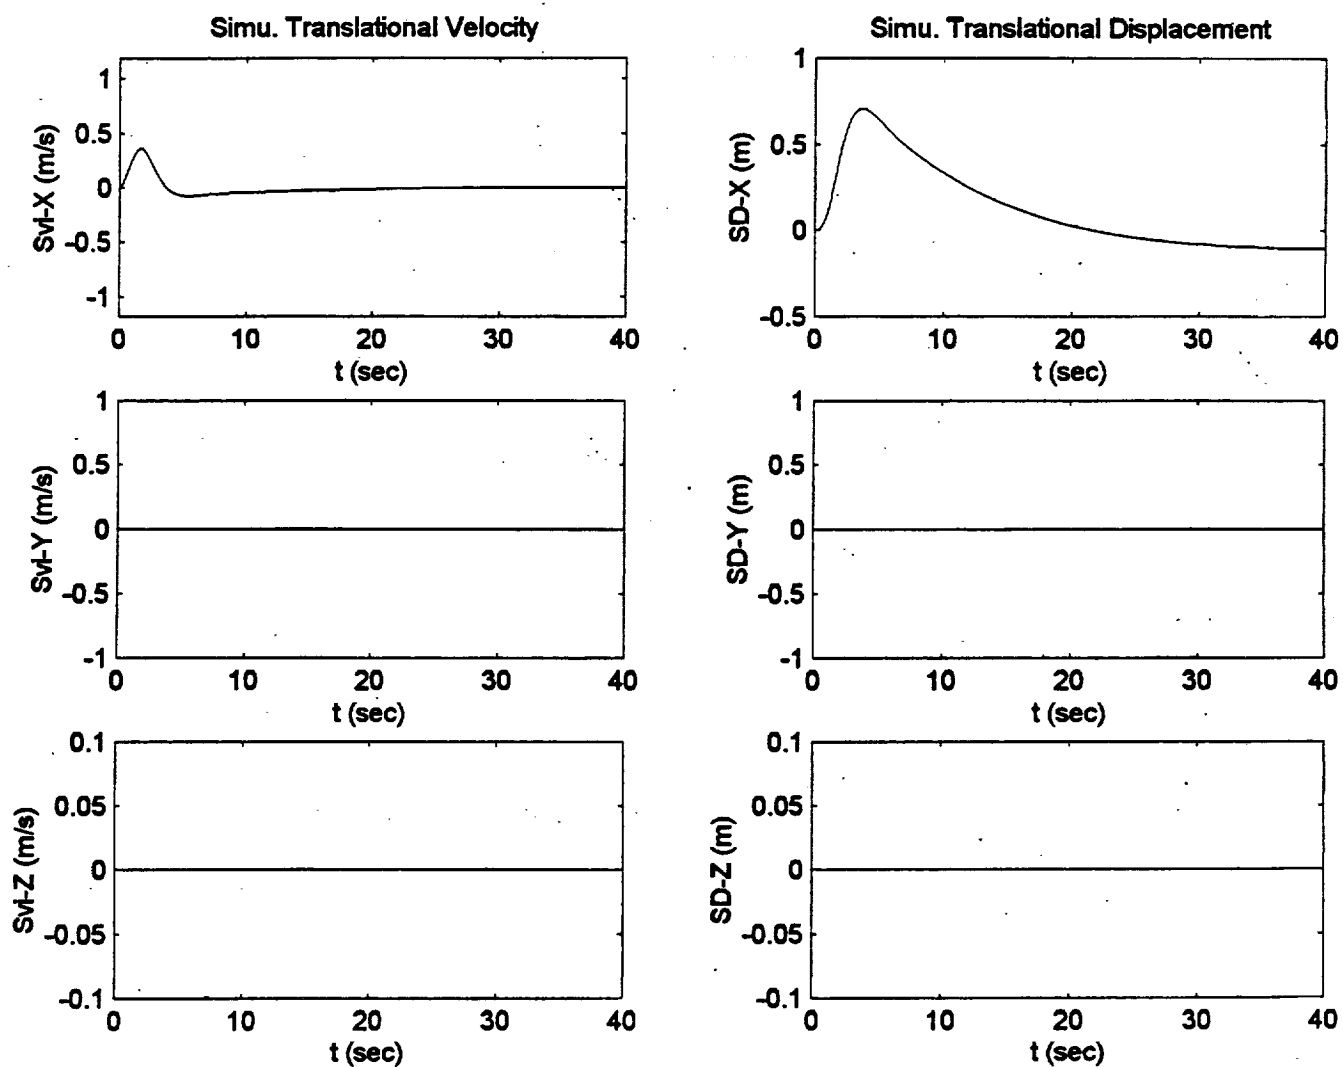 Simu. Translational Velocity
1
0.5
0
-0.5
-1
Svi-X (m/s)
0 10 20 30 40
t (sec)
Simu. Translational Displacement
1
0.5
0
-0.5
SD-X (m)
0 10 20 30 40
t (sec)
1
0.5
0
-0.5
-1
Svi-Y (m/s)
0 10 20 30 40
t (sec)
1
0.5
0
-0.5
-1
SD-Y (m)
0 10 20 30 40
t (sec)
0.1
0.05
0
-0.05
-0.1
Svi-Z (m/s)
0 10 20 30 40
t (sec)
0.1
0.05
0
-0.05
-0.1
SD-Z (m)
0 10 20 30 40
t (sec)